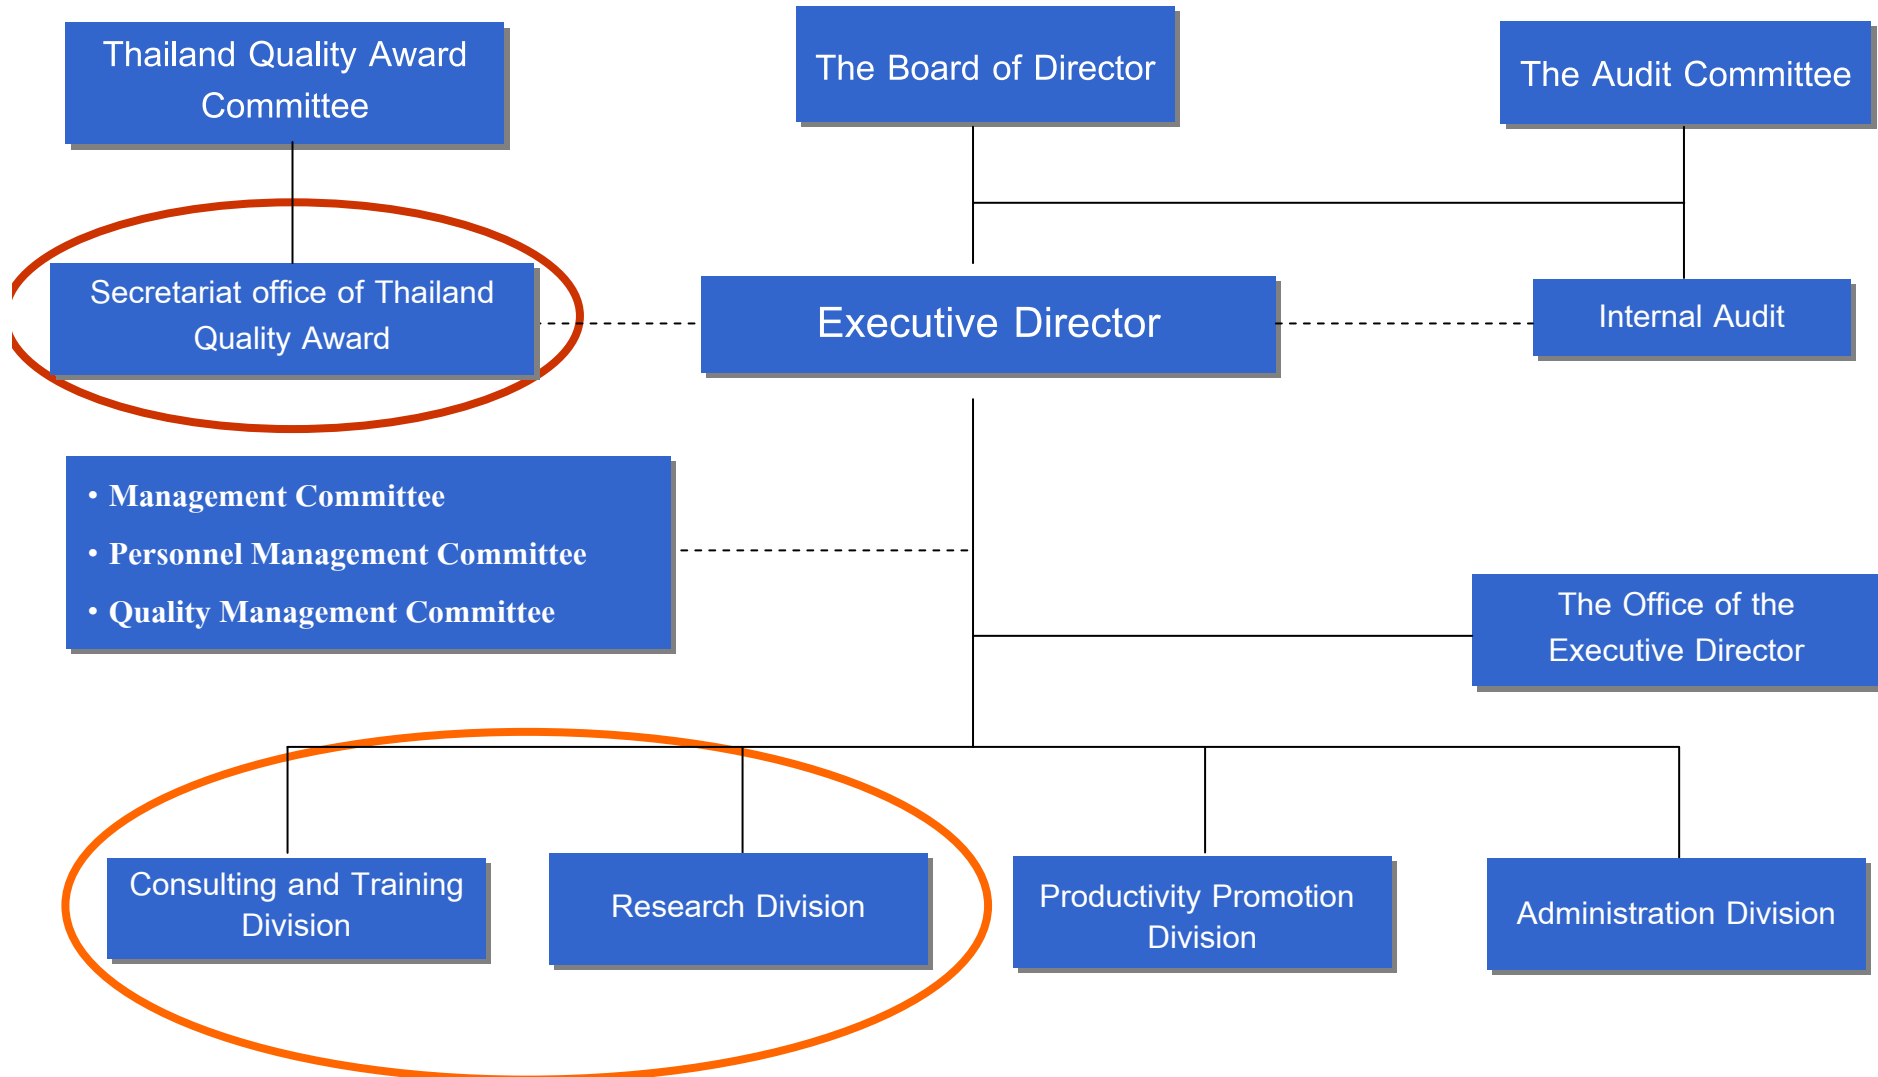 Thailand Quality Award
Committee
The Board of Director
The Audit Committee
Secretariat office of Thailand
Quality Award
Executive Director
Internal Audit
• Management Committee
• Personnel Management Committee
• Quality Management Committee
The Office of the
Executive Director
Consulting and Training
Division
Research Division
Productivity Promotion
Division
Administration Division